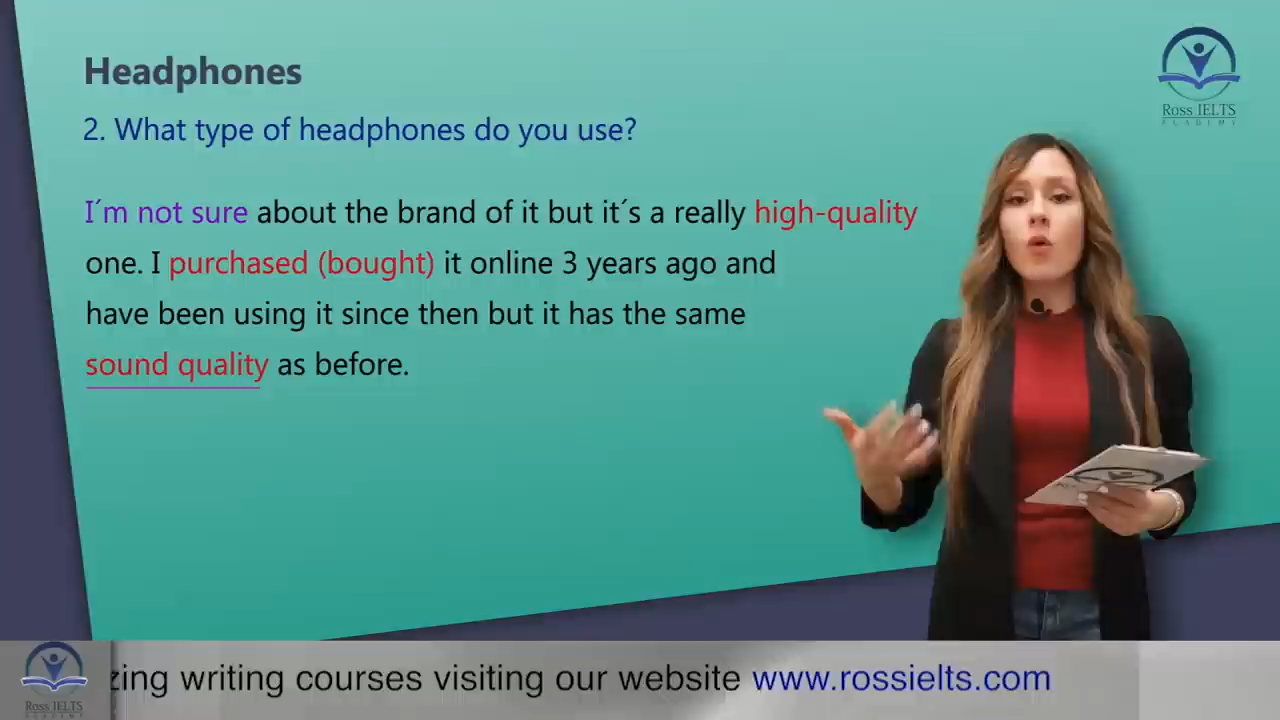 Headphones
2. What type of headphones do you use?
I´m not sure about the brand of it but it´s a really high-quality
one. I purchased (bought) it online 3 years ago and
have been using it since then but it has the same
sound quality as before.
Ross IELTS
ACADEMY
zing writing courses visiting our website www.rossielts.com
Ross IELTS
ACADEMY